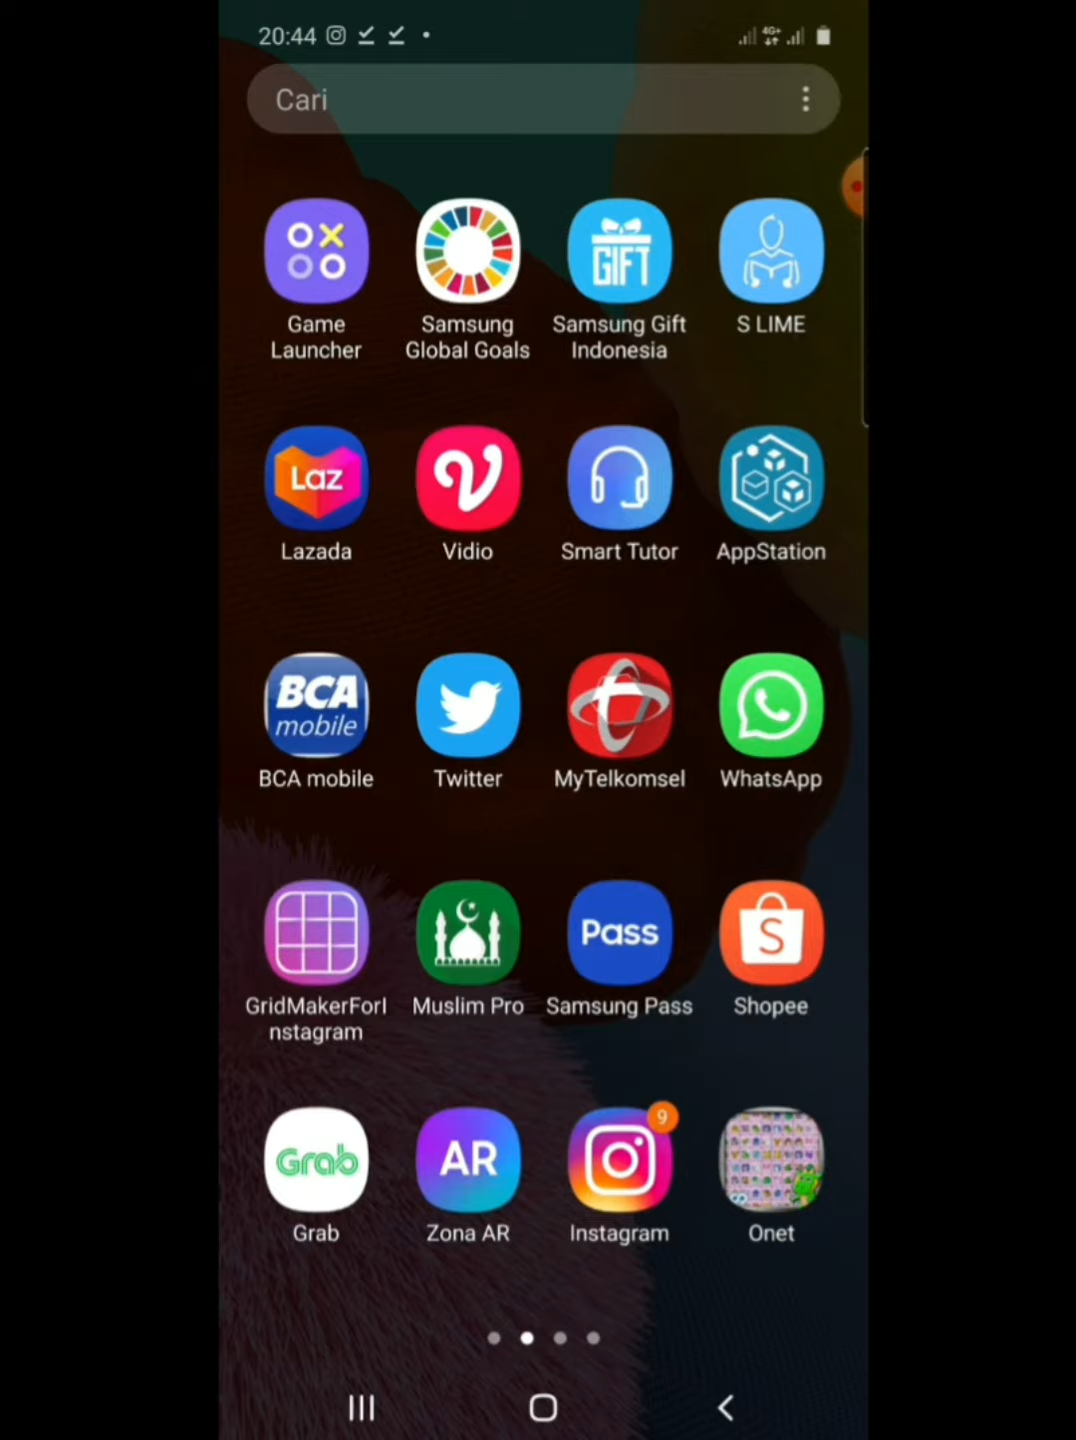 20:44
4G+
Cari
GIFT
Game
Launcher
Samsung
Global Goals
Samsung Gift
Indonesia
S LIME
Laz
Lazada
Vidio
Smart Tutor
AppStation
BCA
mobile
BCA mobile
Twitter
MyTelkomsel
WhatsApp
Pass
S
GridMakerForI
nstagram
Muslim Pro
Samsung Pass
Shopee
9
Grab
AR
Grab
Zona AR
Instagram
Onet